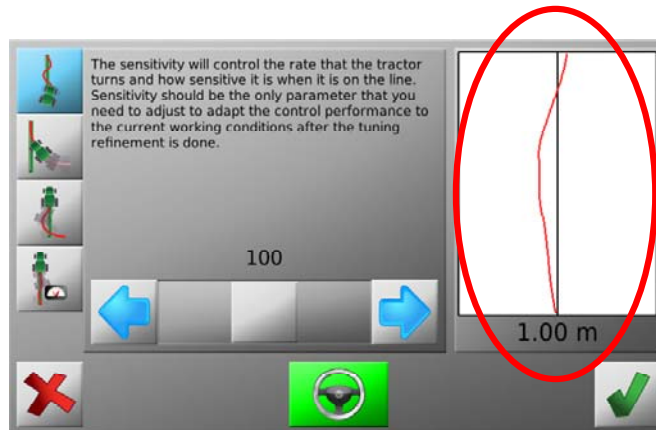 The sensitivity will control the rate that the tractor
turns and how sensitive it is when it is on the line.
Sensitivity should be the only parameter that you
need to adjust to adapt the control performance to
the current working conditions after the tuning
refinement is done.
100
1.00 m